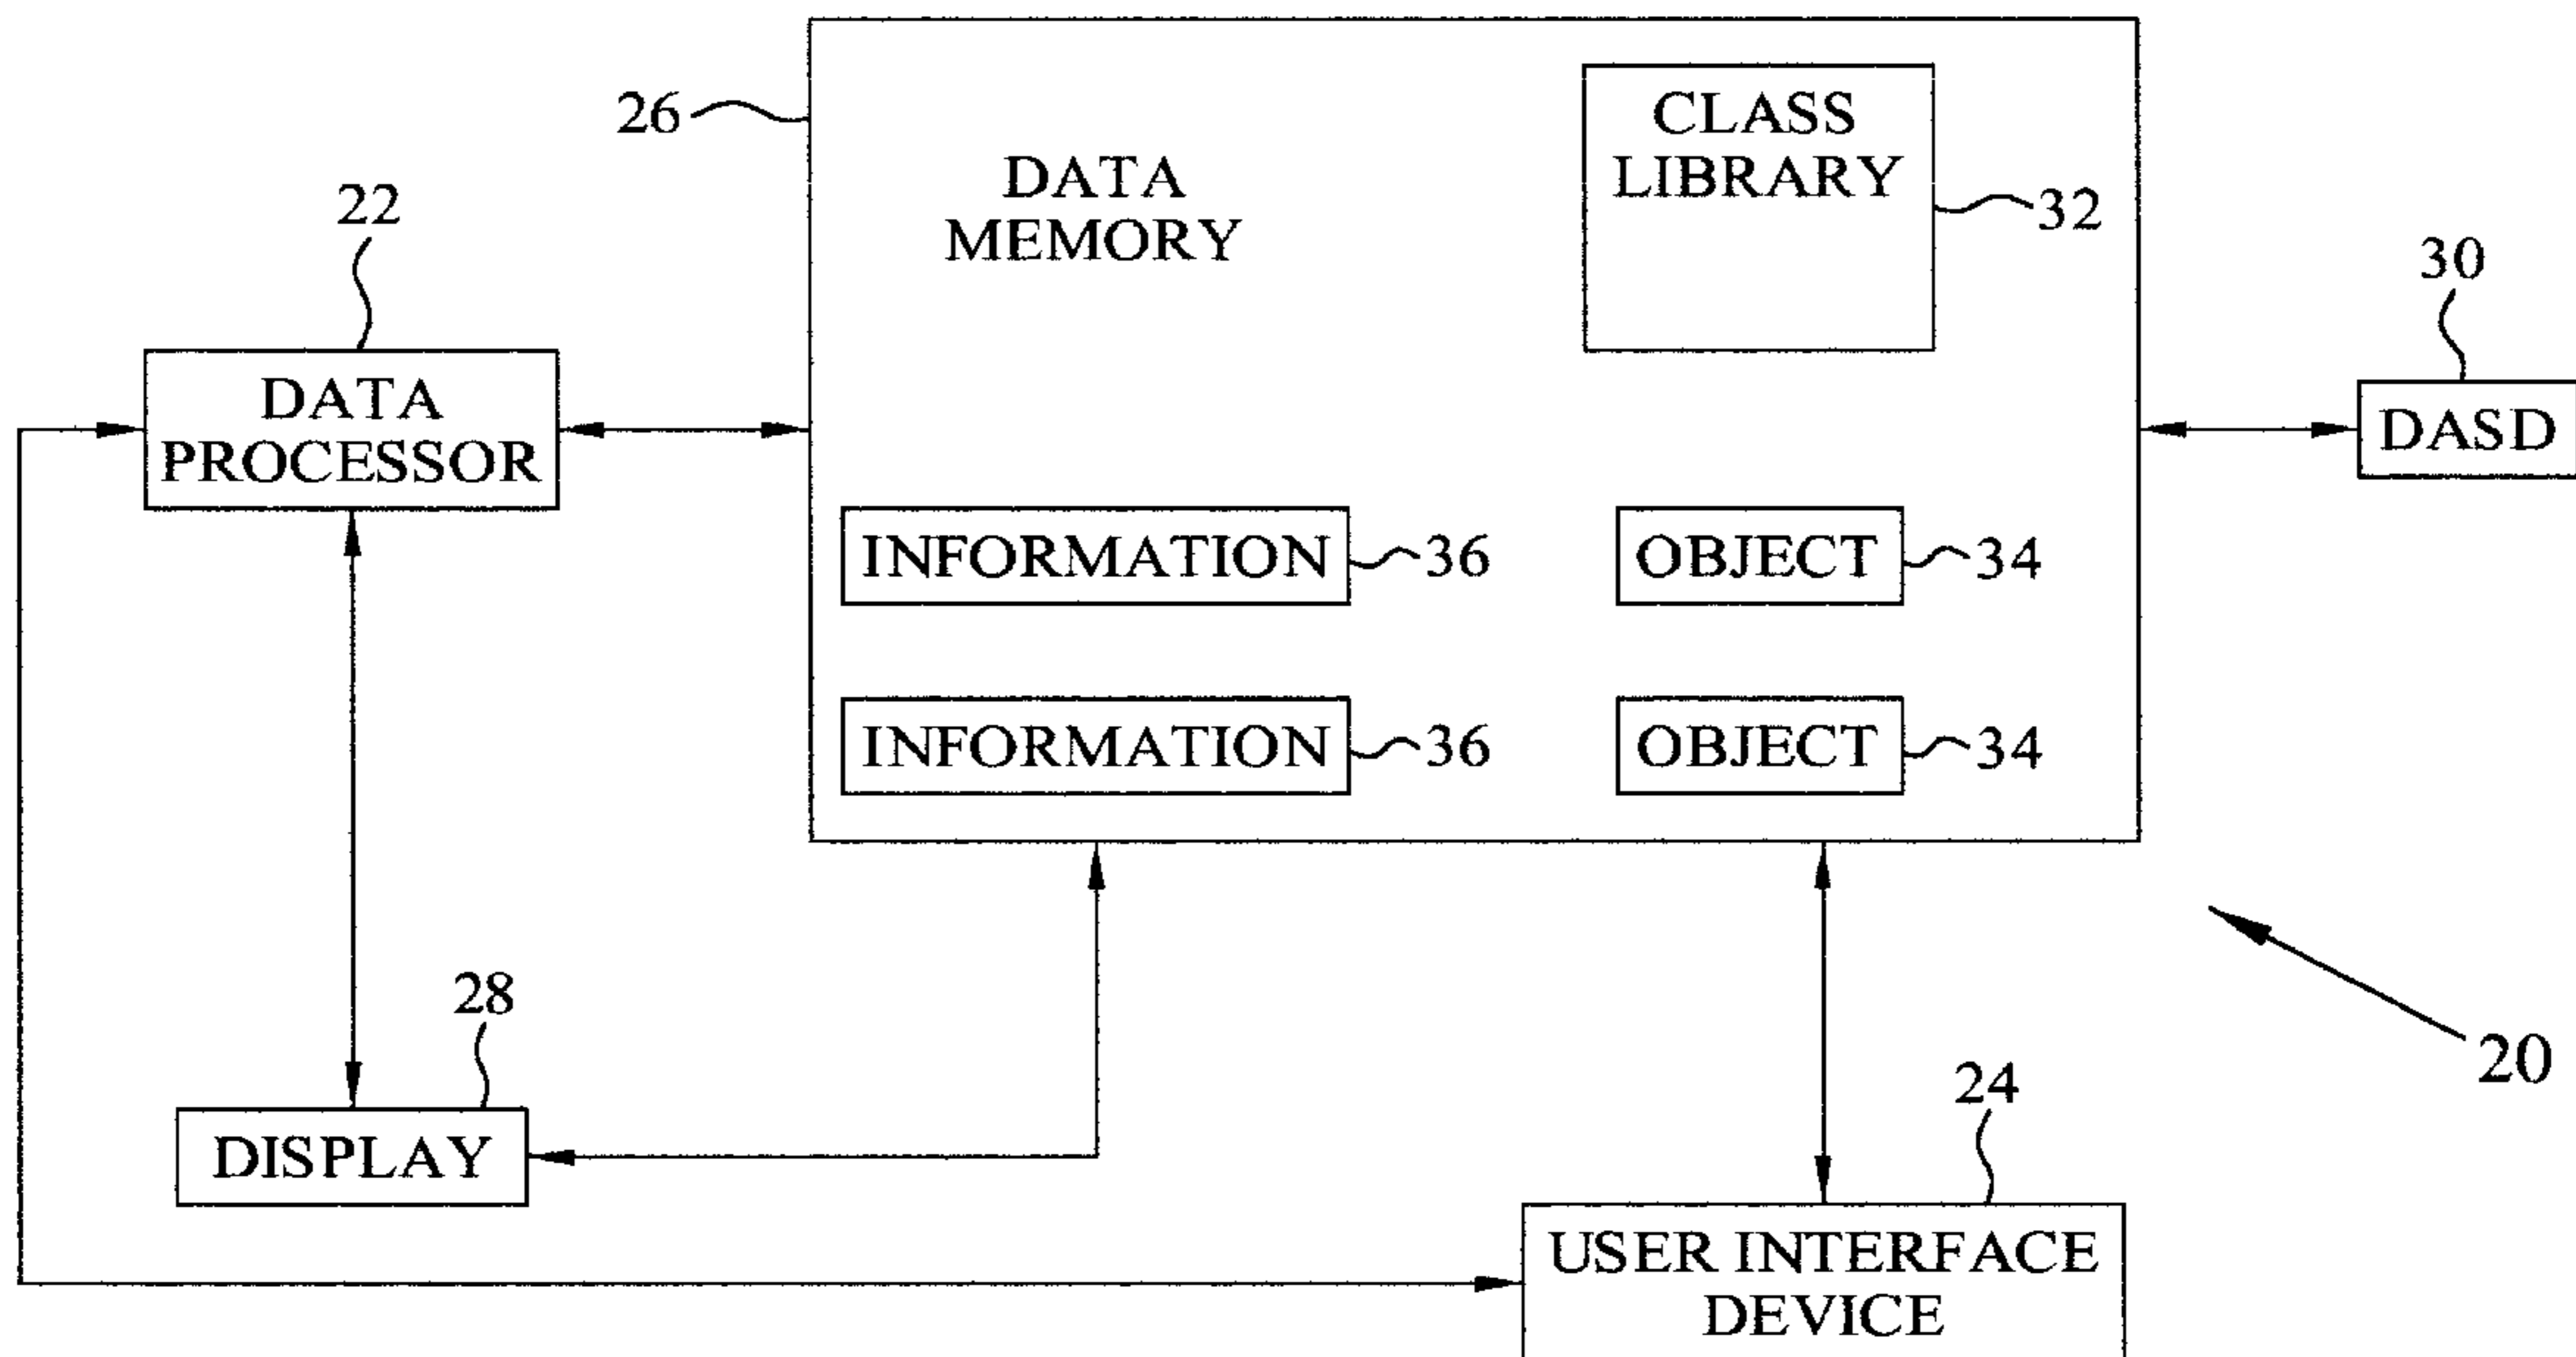 26
DATA
MEMORY
CLASS
LIBRARY
32
22
DATA
PROCESSOR
30
DASD
INFORMATION
36
OBJECT
34
INFORMATION
36
OBJECT
34
28
DISPLAY
20
24
USER INTERFACE
DEVICE